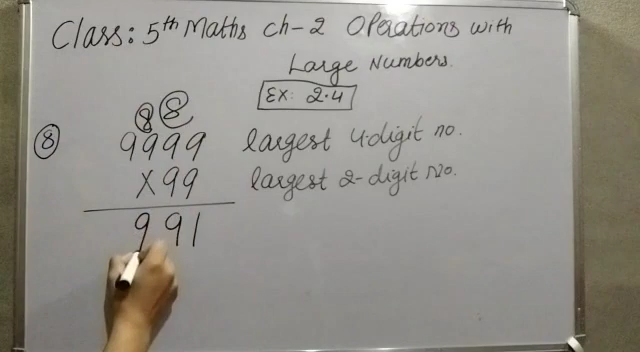 Class: 5th Maths Ch-2 Operations with
Large Numbers.
Ex: 2.4
8 8
8 9999 largest 4-digit no.
X99 largest 2-digit No.
991